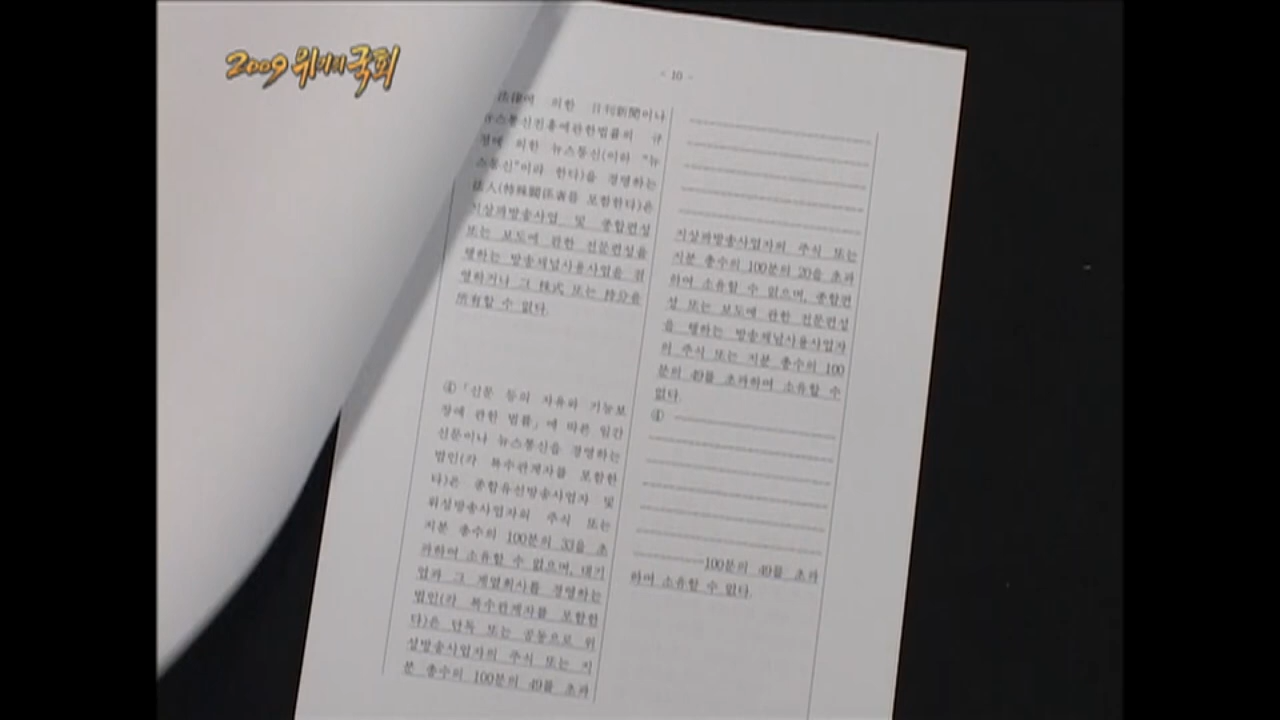 2009 위기의 국회
- 10 -
法律에 의한 日刊新聞이나
뉴스통신진흥에관한법률의 규
정에 의한 뉴스통신(이하 "뉴
스통신"이라 한다)을 경영하는
法人(特殊關係者를 포함한다)은
지상파방송사업 및 종합편성
또는 보도에 관한 전문편성을
행하는 방송채널사용사업을 겸
영하거나 그 株式 또는 持分을
所有할 수 없다.
④「신문 등의 자유와 기능보
장에 관한 법률」에 따른 일간
신문이나 뉴스통신을 경영하는
법인(각 특수관계자를 포함한
다)은 종합유선방송사업자 및
위성방송사업자의 주식 또는
지분 총수의 100분의 33을 초
과하여 소유할 수 없으며, 대기
업과 그 계열회사를 경영하는
법인(각 특수관계자를 포함한
다)은 단독 또는 공동으로 위
성방송사업자의 주식 또는 지
분 총수의 100분의 49를 초과
지상파방송사업자의 주식 또는
지분 총수의 100분의 20을 초과
하여 소유할 수 없으며, 종합편
성 또는 보도에 관한 전문편성
을 행하는 방송채널사용사업자
의 주식 또는 지분 총수의 100
분의 49를 초과하여 소유할 수
없다.
④
100분의 49를 초과
하여 소유할 수 없다.